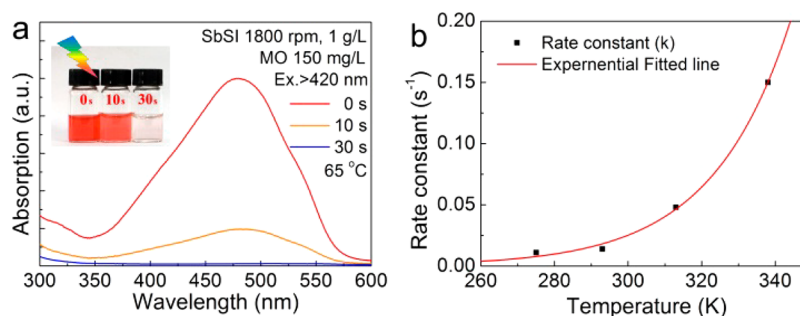 a
SbSI 1800 rpm, 1 g/L
MO 150 mg/L
Ex.>420 nm
0 s
10 s
30 s
65 °C
0s 10s 30s
Absorption (a.u.)
300 350 400 450 500 550 600
Wavelength (nm)
b
Rate constant (k)
Expernential Fitted line
Rate constant (s-1)
0.20
0.15
0.10
0.05
0.00
260 280 300 320 340
Temperature (K)